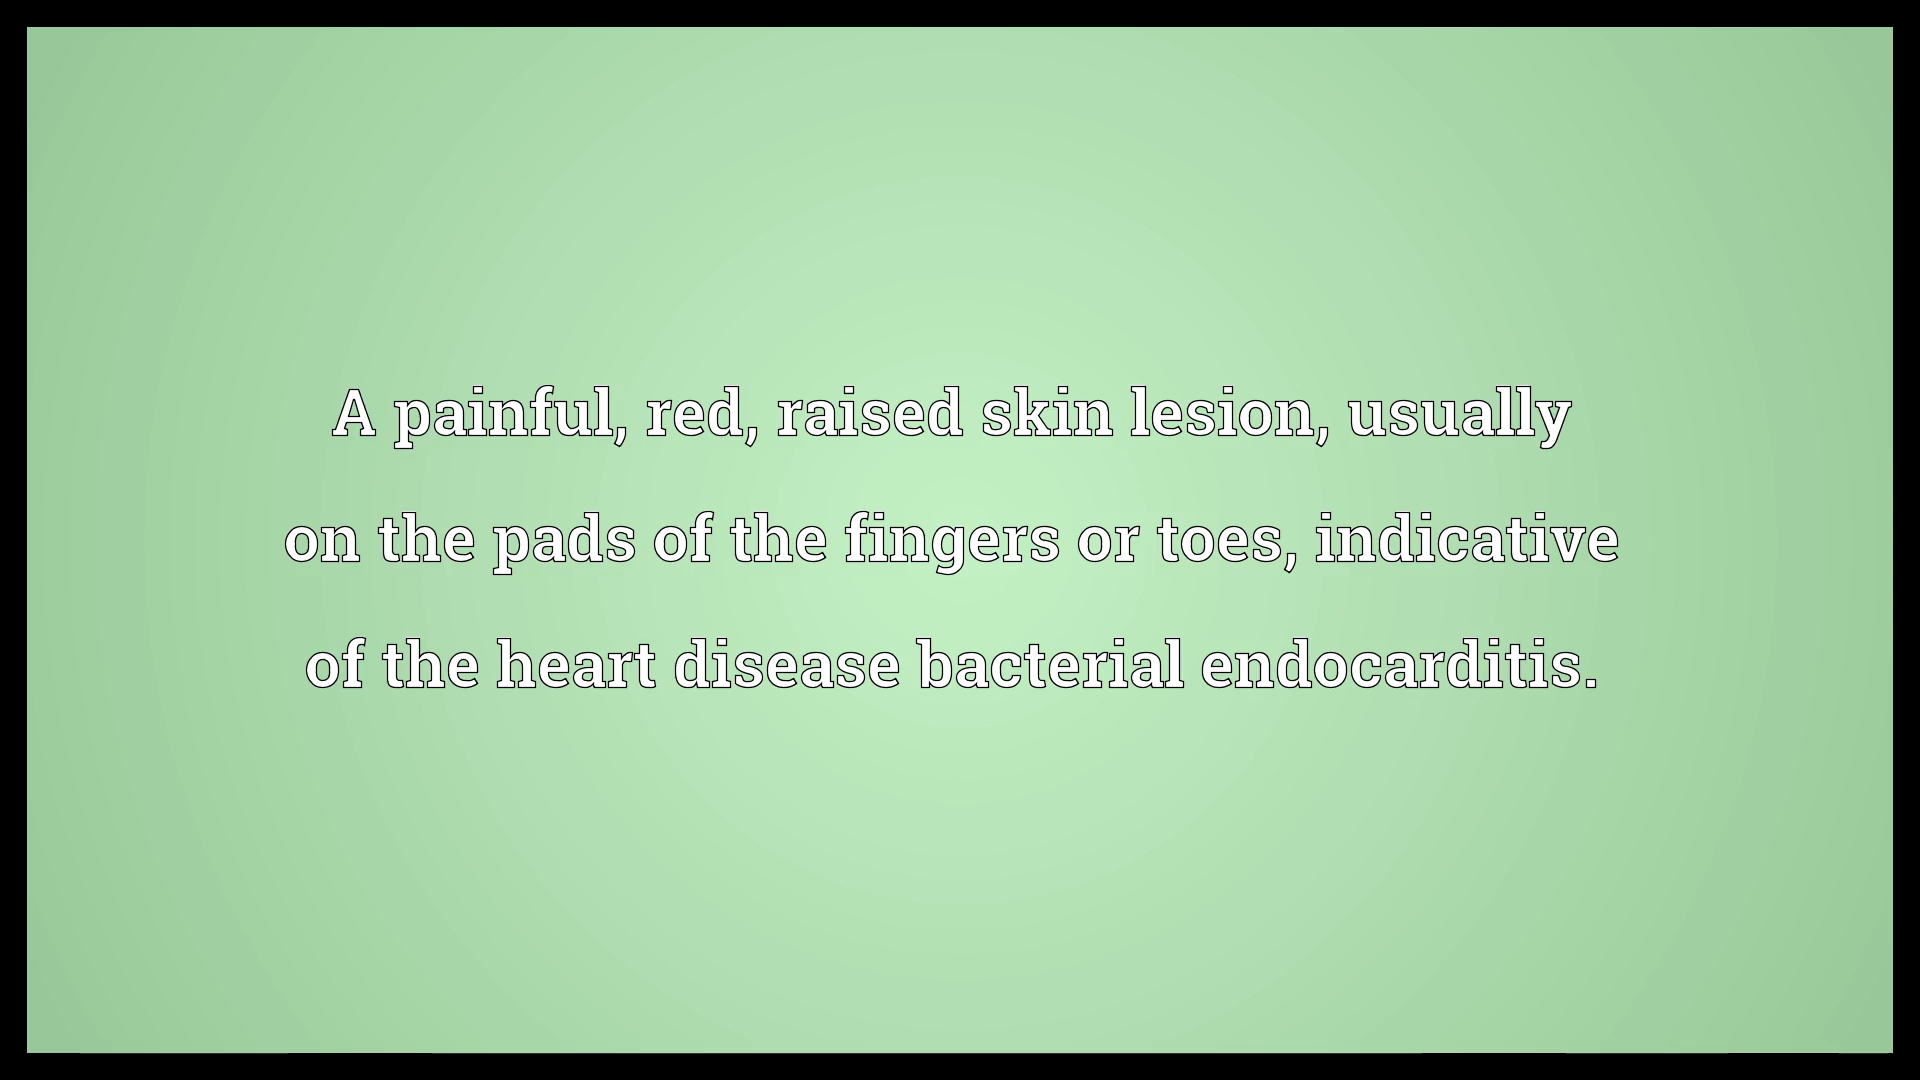 A painful, red, raised skin lesion, usually
on the pads of the fingers or toes, indicative
of the heart disease bacterial endocarditis.